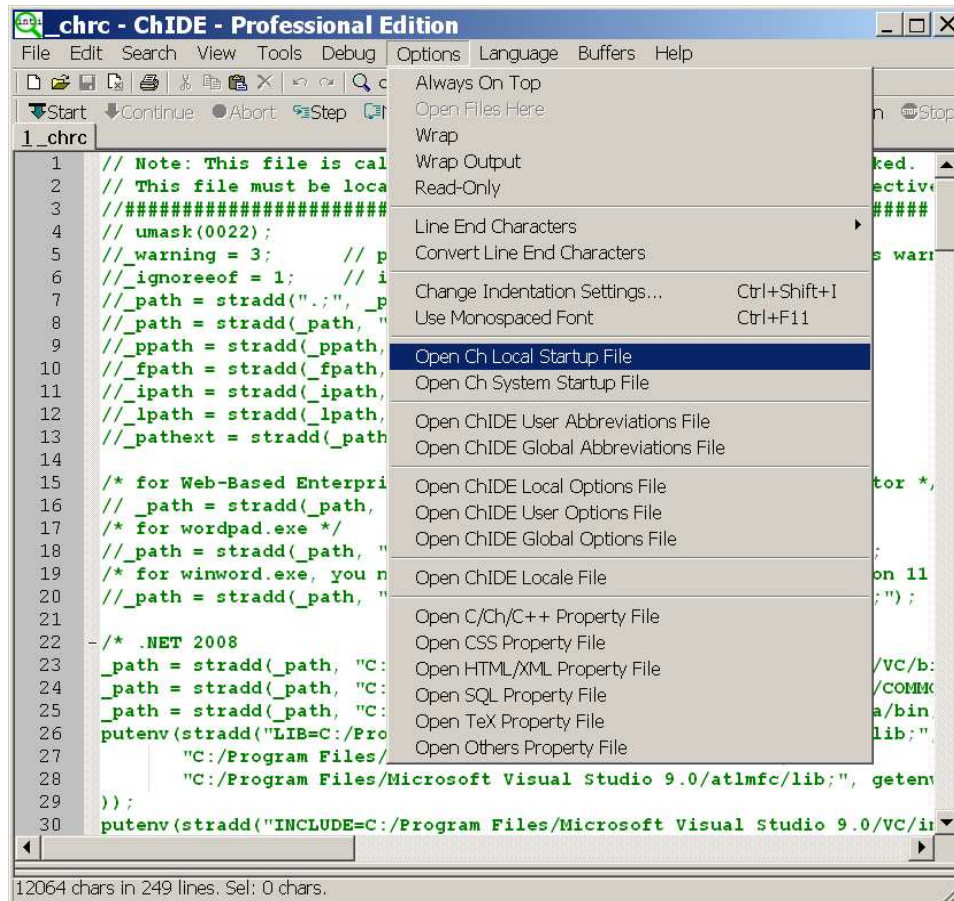 _chrc - ChIDE - Professional Edition
File Edit Search View Tools Debug Options Language Buffers Help
Start Continue Abort Step
Stop
1 _chrc
Always On Top
Open Files Here
Wrap
Wrap Output
Read-Only
Line End Characters
Convert Line End Characters
Change Indentation Settings... Ctrl+Shift+I
Use Monospaced Font Ctrl+F11
Open Ch Local Startup File
Open Ch System Startup File
Open ChIDE User Abbreviations File
Open ChIDE Global Abbreviations File
Open ChIDE Local Options File
Open ChIDE User Options File
Open ChIDE Global Options File
Open ChIDE Locale File
Open C/Ch/C++ Property File
Open CSS Property File
Open HTML/XML Property File
Open SQL Property File
Open TeX Property File
Open Others Property File
1 // Note: This file is cal ked.
2 // This file must be loca ective
3 //####################### #####
4 // umask(0022);
5 //_warning = 3; // p s warn
6 //_ignoreeof = 1; // i
7 //_path = stradd(".;", _p
8 //_path = stradd(_path, "
9 //_ppath = stradd(_ppath,
10 //_fpath = stradd(_fpath,
11 //_ipath = stradd(_ipath,
12 //_lpath = stradd(_lpath,
13 //_pathext = stradd(_path
14
15 /* for Web-Based Enterpri tor */
16 // _path = stradd(_path,
17 /* for wordpad.exe */
18 //_path = stradd(_path, " ;
19 /* for winword.exe, you n on 11
20 //_path = stradd(_path, " ;");
21
22 /* .NET 2008
23 _path = stradd(_path, "C: /VC/b
24 _path = stradd(_path, "C: /COMMO
25 _path = stradd(_path, "C: a/bin
26 putenv(stradd("LIB=C:/Pro lib;",
27 "C:/Program Files/
28 "C:/Program Files/Microsoft Visual Studio 9.0/atlmfc/lib;", getenv
29 ));
30 putenv(stradd("INCLUDE=C:/Program Files/Microsoft Visual Studio 9.0/VC/in
12064 chars in 249 lines. Sel: 0 chars.